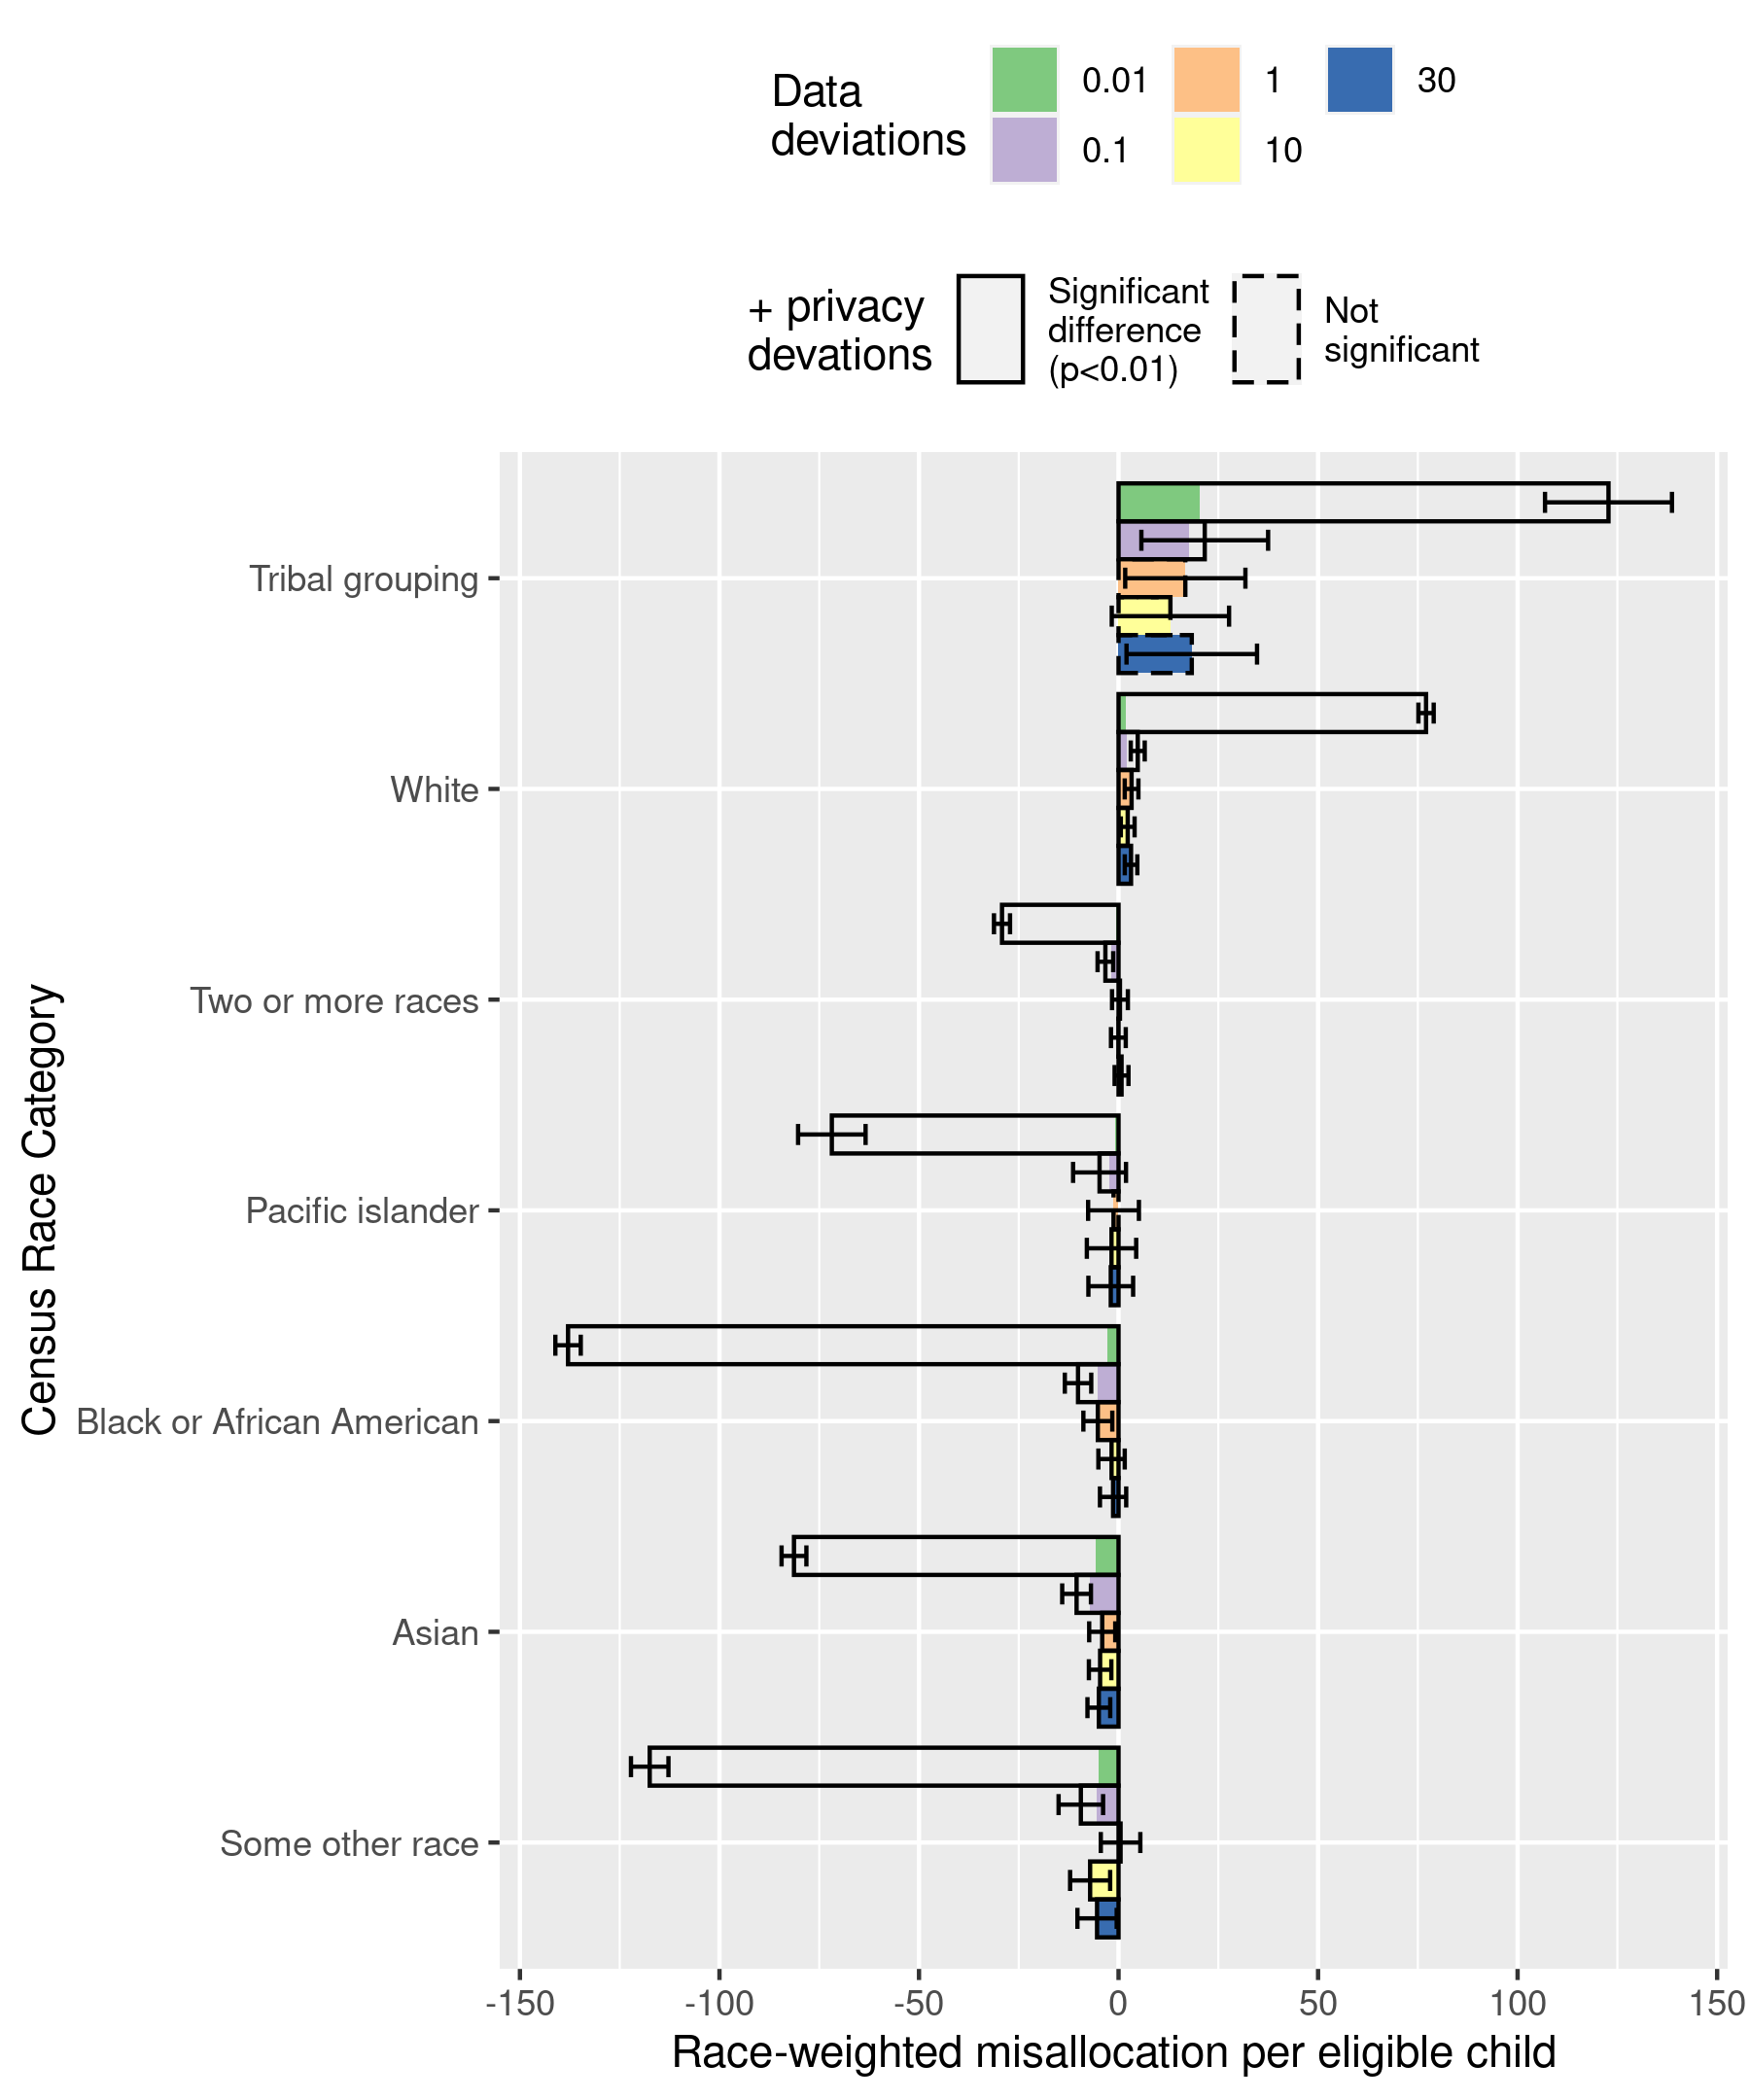 Data
deviations
0.01
1
30
0.1
10
+ privacy
devations
Significant
difference
(p<0.01)
Not
significant
Census Race Category
Tribal grouping
White
Two or more races
Pacific islander
Black or African American
Asian
Some other race
-150
-100
-50
0
50
100
150
Race-weighted misallocation per eligible child